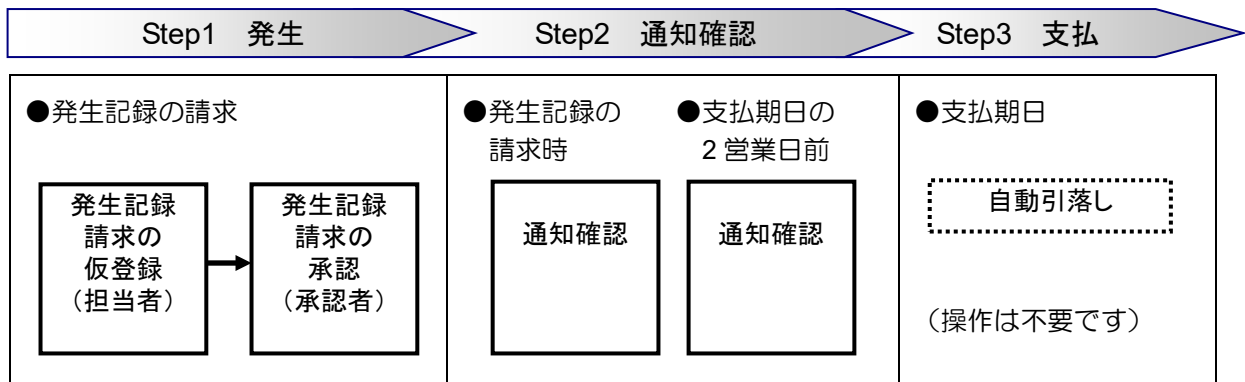 Step1 発生
Step2 通知確認
Step3 支払
●発生記録の請求
発生記録
請求の
仮登録
（担当者）
発生記録
請求の
承認
（承認者）
●発生記録の
請求時
通知確認
●支払期日の
2 営業日前
通知確認
●支払期日
自動引落し
（操作は不要です）